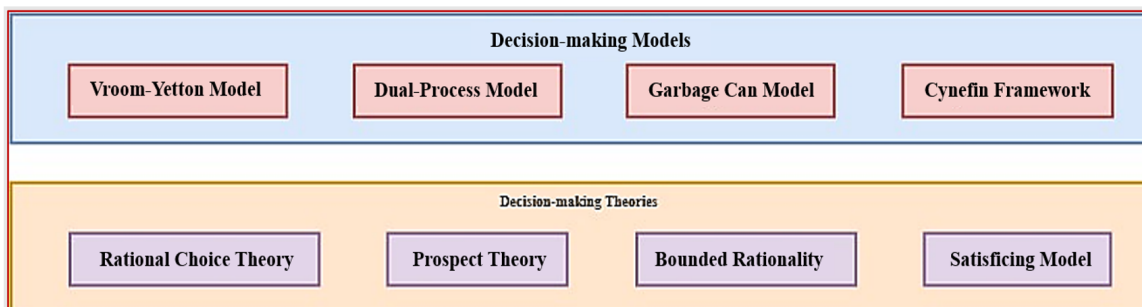 Decision-making Models
Vroom-Yetton Model
Dual-Process Model
Garbage Can Model
Cynefin Framework
Decision-making Theories
Rational Choice Theory
Prospect Theory
Bounded Rationality
Satisficing Model